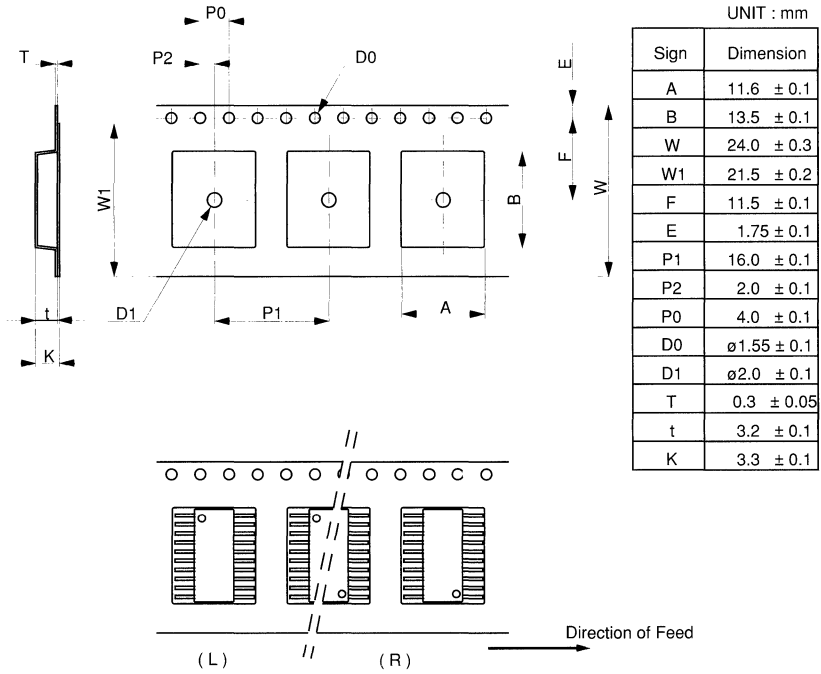 P0
UNIT : mm
T
P2
D0
E
Sign Dimension
A 11.6 ± 0.1
B 13.5 ± 0.1
W 24.0 ± 0.3
W1 21.5 ± 0.2
F 11.5 ± 0.1
E 1.75 ± 0.1
P1 16.0 ± 0.1
P2 2.0 ± 0.1
P0 4.0 ± 0.1
D0 ø1.55 ± 0.1
D1 ø2.0 ± 0.1
T 0.3 ± 0.05
t 3.2 ± 0.1
K 3.3 ± 0.1
F
W1
B
W
t
D1
P1
A
K
Direction of Feed
( L )
( R )